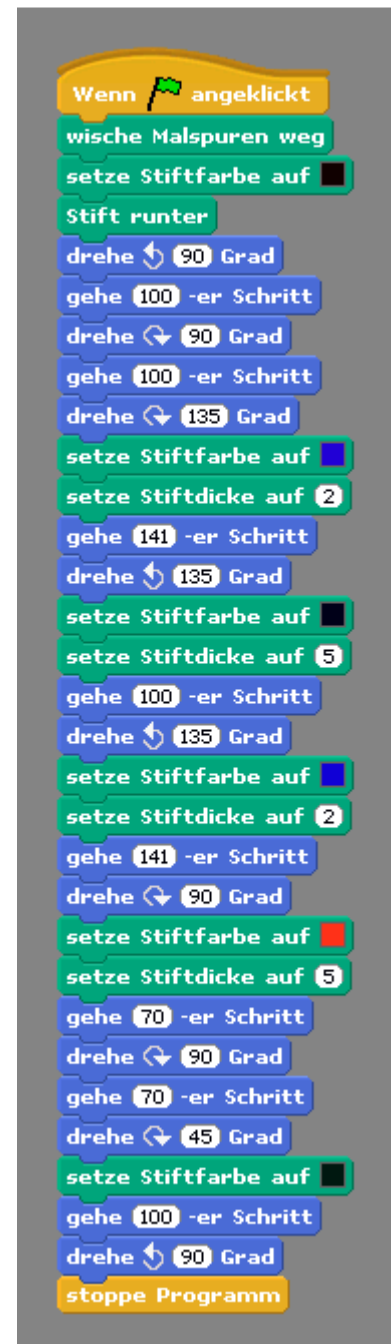 Wenn angeklickt
wische Malspuren weg
setze Stiftfarbe auf
Stift runter
drehe 90 Grad
gehe 100 -er Schritt
drehe 90 Grad
gehe 100 -er Schritt
drehe 135 Grad
setze Stiftfarbe auf
setze Stiftdicke auf 2
gehe 141 -er Schritt
drehe 135 Grad
setze Stiftfarbe auf
setze Stiftdicke auf 5
gehe 100 -er Schritt
drehe 135 Grad
setze Stiftfarbe auf
setze Stiftdicke auf 2
gehe 141 -er Schritt
drehe 90 Grad
setze Stiftfarbe auf
setze Stiftdicke auf 5
gehe 70 -er Schritt
drehe 90 Grad
gehe 70 -er Schritt
drehe 45 Grad
setze Stiftfarbe auf
gehe 100 -er Schritt
drehe 90 Grad
stoppe Programm